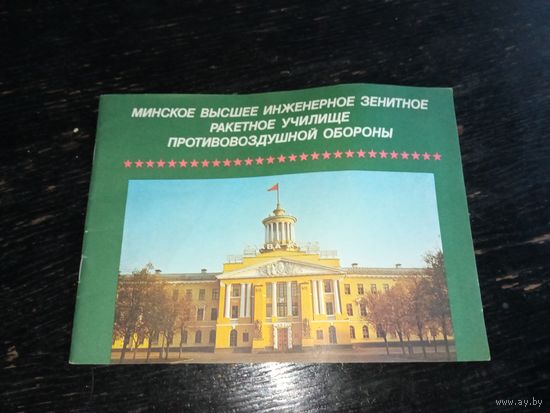 МИНСКОЕ ВЫСШЕЕ ИНЖЕНЕРНОЕ ЗЕНИТНОЕ
РАКЕТНОЕ УЧИЛИЩЕ
ПРОТИВОВОЗДУШНОЙ ОБОРОНЫ
www.ay.by